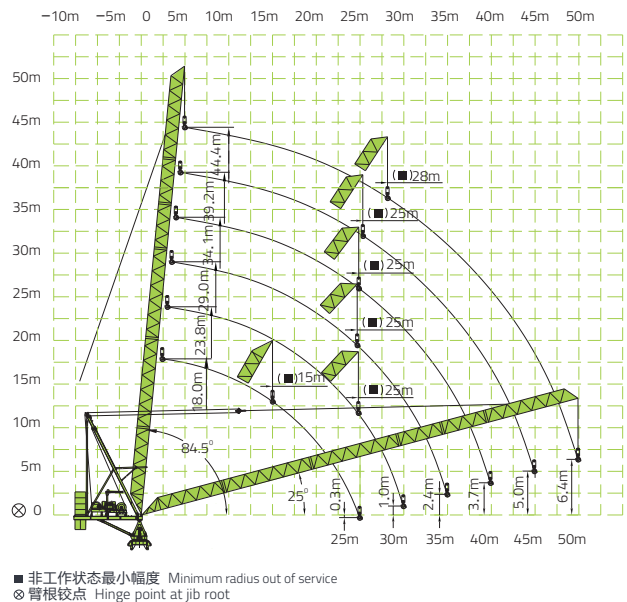 −10m −5m 0 5m 10m 15m 20m 25m 30m 35m 40m 45m 50m
50m
45m
40m
35m
30m
25m
20m
15m
10m
5m
⊗ 0
44.4m
39.2m
34.1m
29.0m
23.8m
18.0m
(■)28m
(■)25m
(■)25m
(■)25m
(■)15m
(■)25m
84.5°
25°
0.3m
1.0m
2.4m
3.7m
5.0m
6.4m
25m 30m 35m 40m 45m 50m
■ 非工作状态最小幅度 Minimum radius out of service
⊗ 臂根铰点 Hinge point at jib root